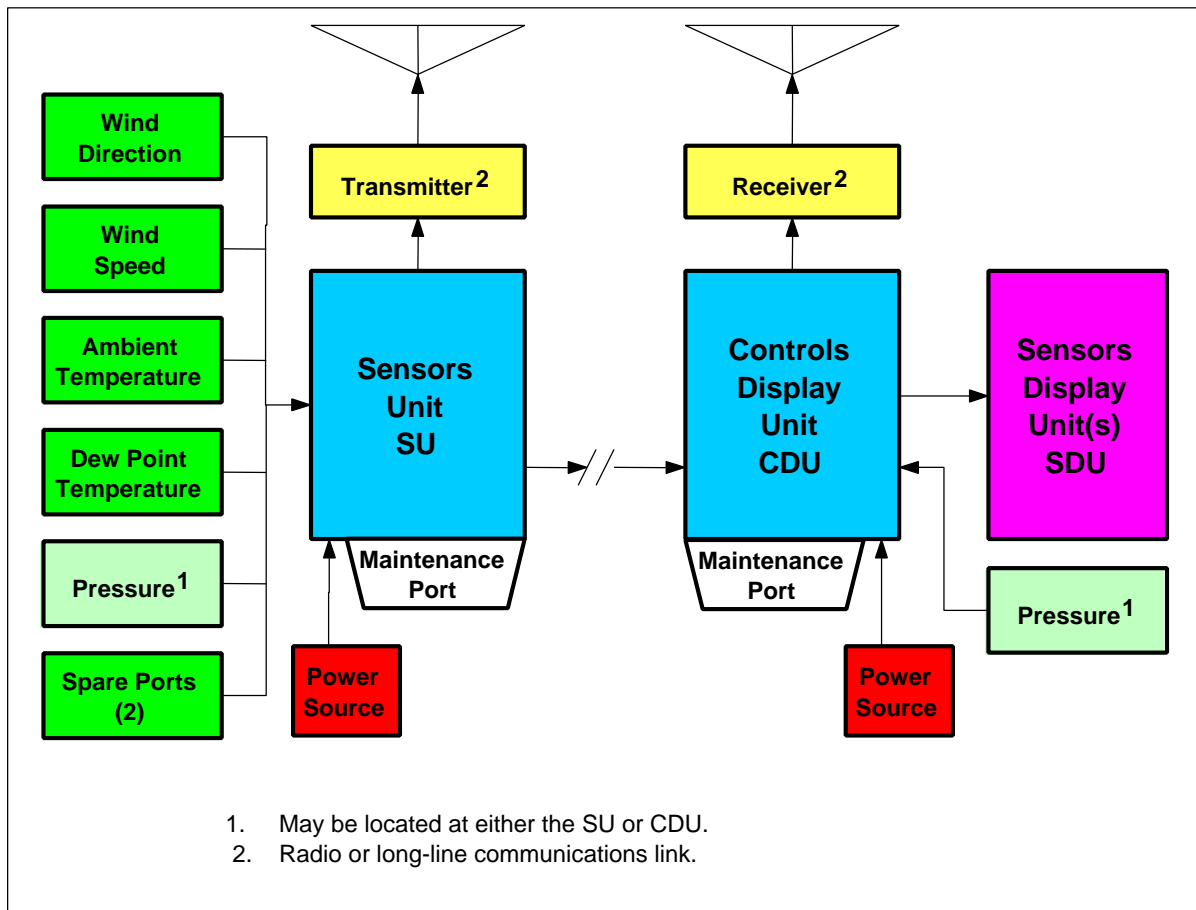 Wind
Direction
Wind
Speed
Ambient
Temperature
Dew Point
Temperature
Pressure1
Spare Ports
(2)
Transmitter2
Sensors
Unit
SU
Maintenance
Port
Power
Source
Receiver2
Controls
Display
Unit
CDU
Maintenance
Port
Power
Source
Sensors
Display
Unit(s)
SDU
Pressure1
1. May be located at either the SU or CDU.
2. Radio or long-line communications link.